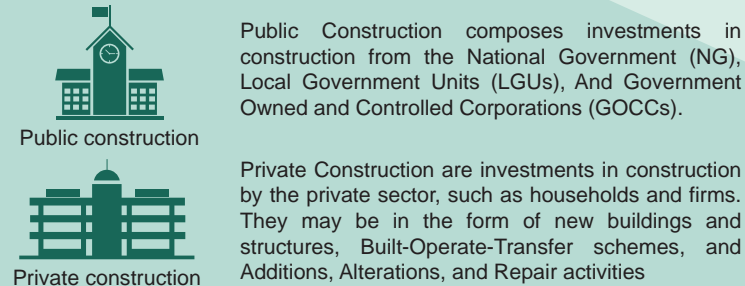 Public construction
Public Construction composes investments in
construction from the National Government (NG),
Local Government Units (LGUs), And Government
Owned and Controlled Corporations (GOCCs).
Private construction
Private Construction are investments in construction
by the private sector, such as households and firms.
They may be in the form of new buildings and
structures, Built-Operate-Transfer schemes, and
Additions, Alterations, and Repair activities